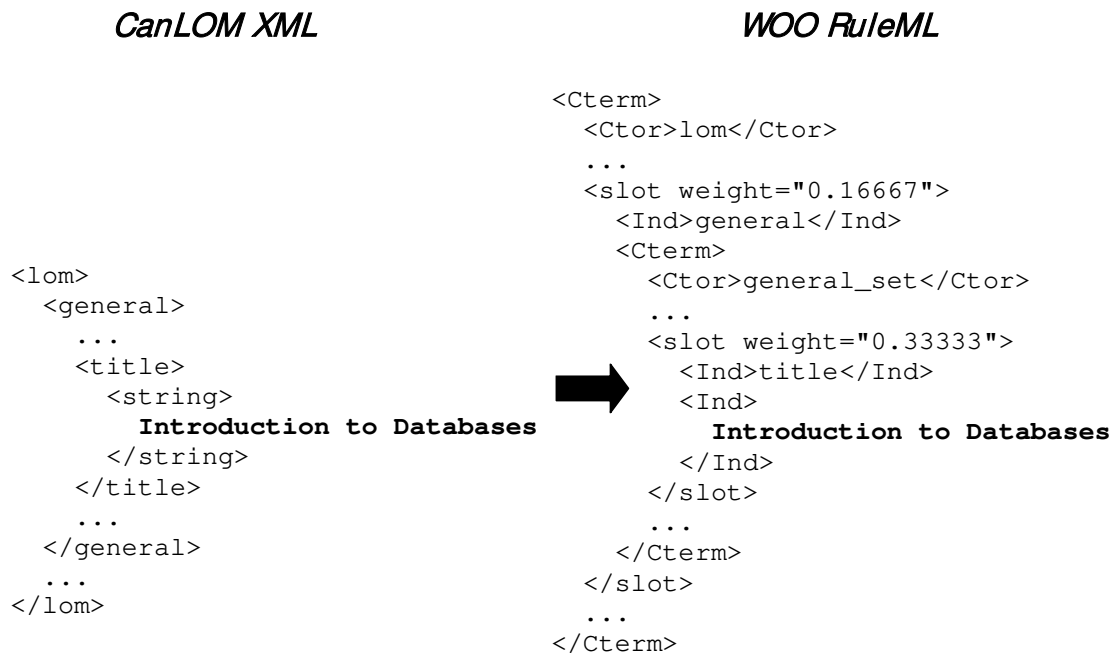 CanLOM XML
<lom>
  <general>
    ...
    <title>
      <string>
        Introduction to Databases
      </string>
    </title>
    ...
  </general>
  ...
</lom>
WOO RuleML
<Cterm>
  <Ctor>lom</Ctor>
  ...
  <slot weight="0.16667">
    <Ind>general</Ind>
    <Cterm>
      <Ctor>general_set</Ctor>
      ...
      <slot weight="0.33333">
        <Ind>title</Ind>
        <Ind>
          Introduction to Databases
        </Ind>
      </slot>
      ...
    </Cterm>
  </slot>
  ...
</Cterm>